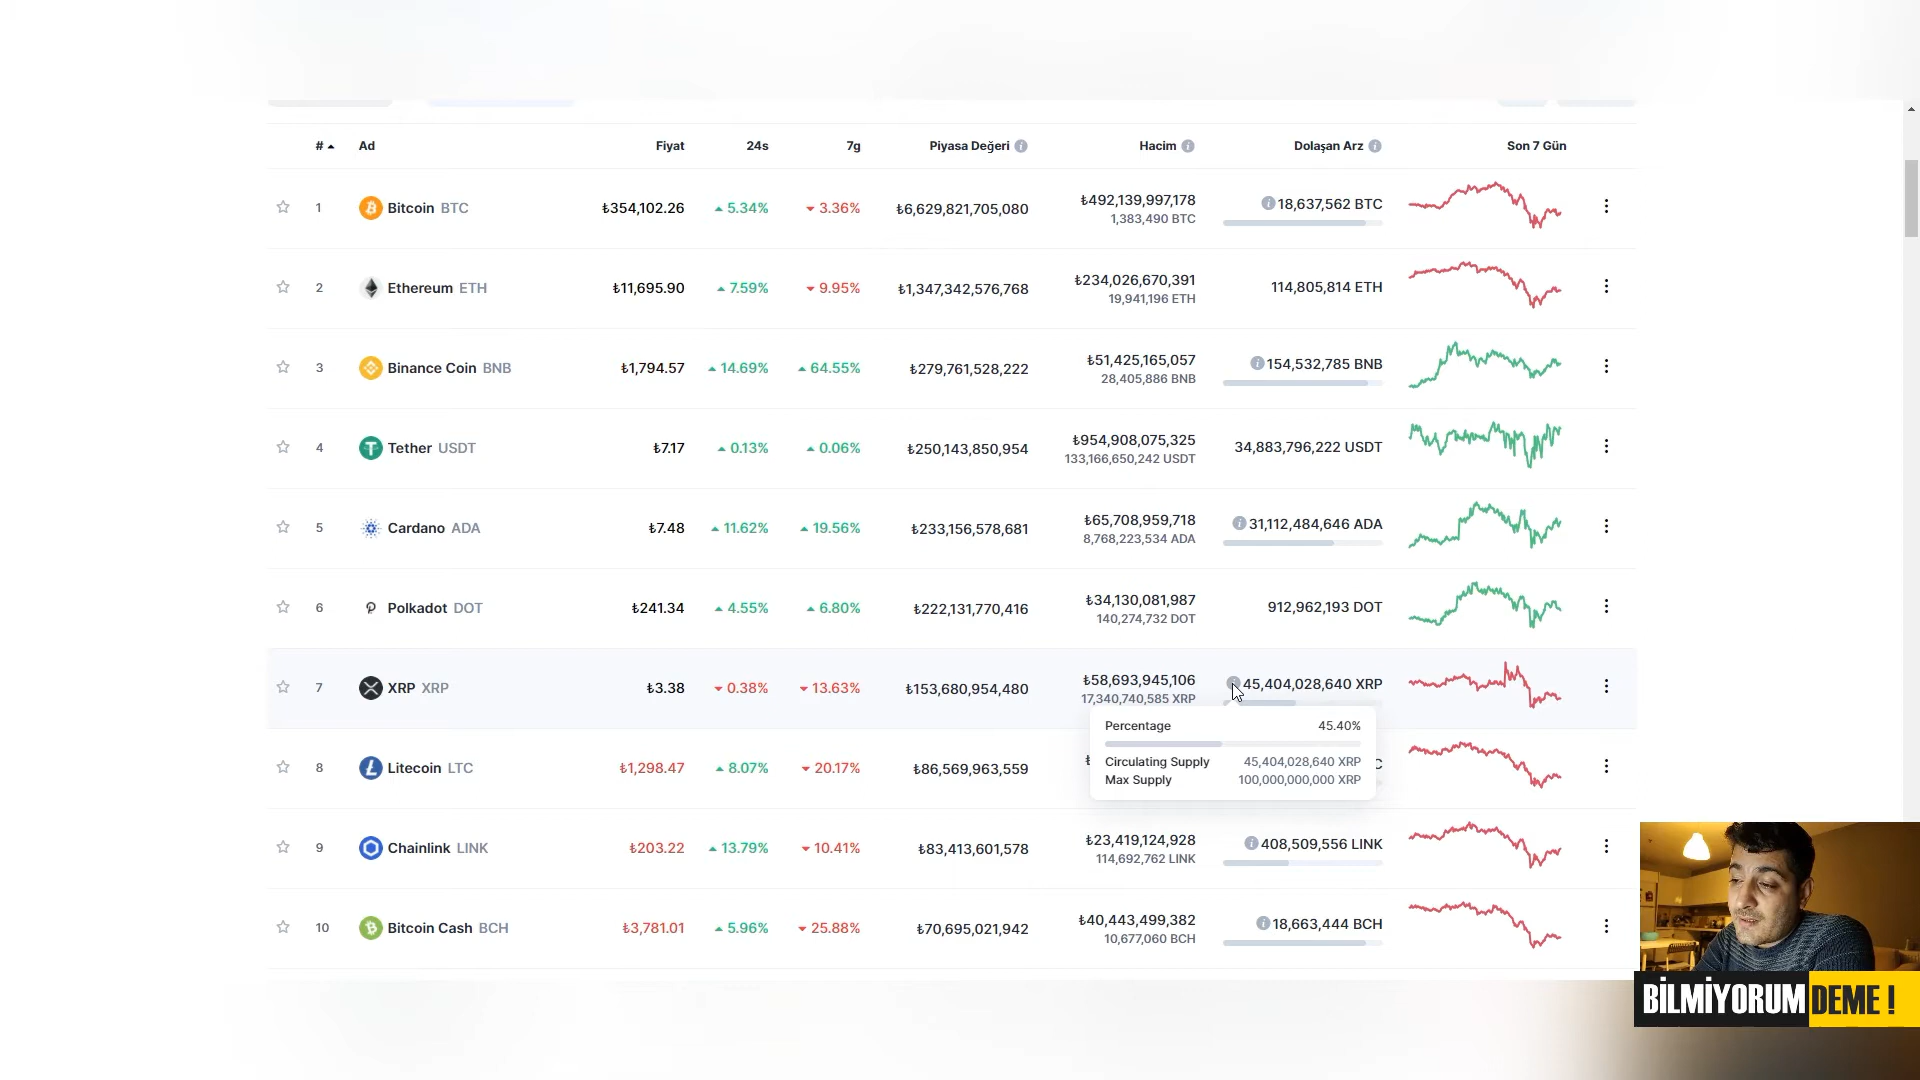 # Ad Fiyat 24s 7g Piyasa Değeri Hacim Dolaşan Arz Son 7 Gün
1 Bitcoin BTC ₺354,102.26 5.34% 3.36% ₺6,629,821,705,080 ₺492,139,997,178 18,637,562 BTC
1,383,490 BTC
2 Ethereum ETH ₺11,695.90 7.59% 9.95% ₺1,347,342,576,768 ₺234,026,670,391 114,805,814 ETH
19,941,196 ETH
3 Binance Coin BNB ₺1,794.57 14.69% 64.55% ₺279,761,528,222 ₺51,425,165,057 154,532,785 BNB
28,405,886 BNB
4 Tether USDT ₺7.17 0.13% 0.06% ₺250,143,850,954 ₺954,908,075,325 34,883,796,222 USDT
133,166,650,242 USDT
5 Cardano ADA ₺7.48 11.62% 19.56% ₺233,156,578,681 ₺65,708,959,718 31,112,484,646 ADA
8,768,223,534 ADA
6 Polkadot DOT ₺241.34 4.55% 6.80% ₺222,131,770,416 ₺34,130,081,987 912,962,193 DOT
140,274,732 DOT
7 XRP XRP ₺3.38 0.38% 13.63% ₺153,680,954,480 ₺58,693,945,106 45,404,028,640 XRP
17,340,740,585 XRP
Percentage 45.40%
Circulating Supply 45,404,028,640 XRP
Max Supply 100,000,000,000 XRP
8 Litecoin LTC ₺1,298.47 8.07% 20.17% ₺86,569,963,559 ₺ C
9 Chainlink LINK ₺203.22 13.79% 10.41% ₺83,413,601,578 ₺23,419,124,928 408,509,556 LINK
114,692,762 LINK
10 Bitcoin Cash BCH ₺3,781.01 5.96% 25.88% ₺70,695,021,942 ₺40,443,499,382 18,663,444 BCH
10,677,060 BCH
BİLMİYORUM DEME !